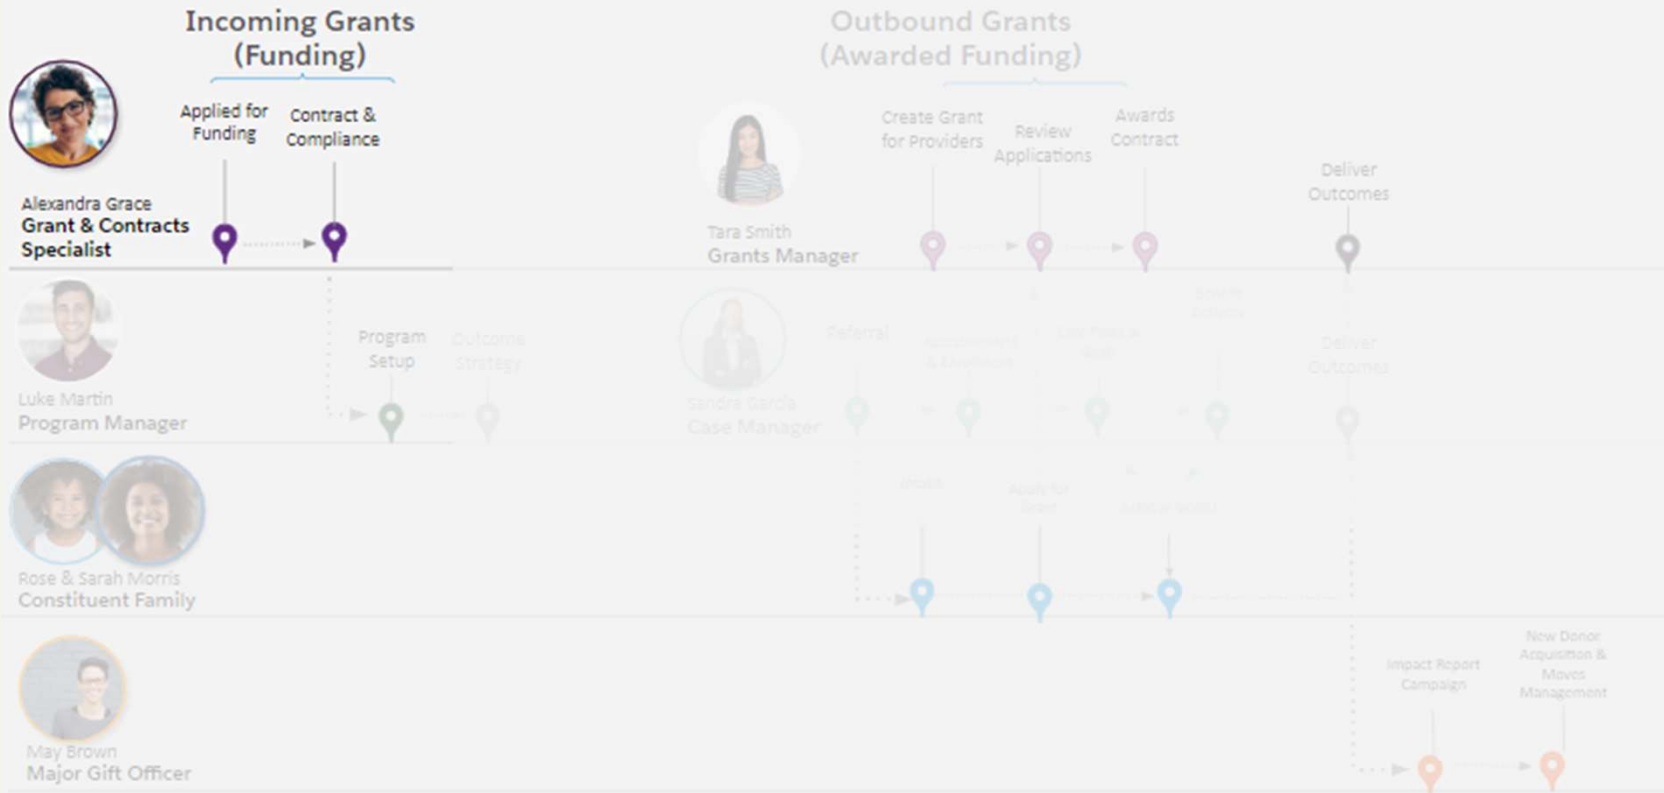 Incoming Grants
(Funding)
Outbound Grants
(Awarded Funding)
Applied for
Funding
Contract &
Compliance
Create Grant
for Providers
Review
Applications
Awards
Contract
Deliver
Outcomes
Alexandra Grace
Grant & Contracts
Specialist
Tara Smith
Grants Manager
Program
Setup
Outcome
Strategy
Referral
Deliver
Outcomes
Luke Martin
Program Manager
Sandra Garcia
Case Manager
Intake
Apply for
Rose & Sarah Morris
Constituent Family
Impact Report
Campaign
New Donor
Acquisition &
Moves
Management
May Brown
Major Gift Officer